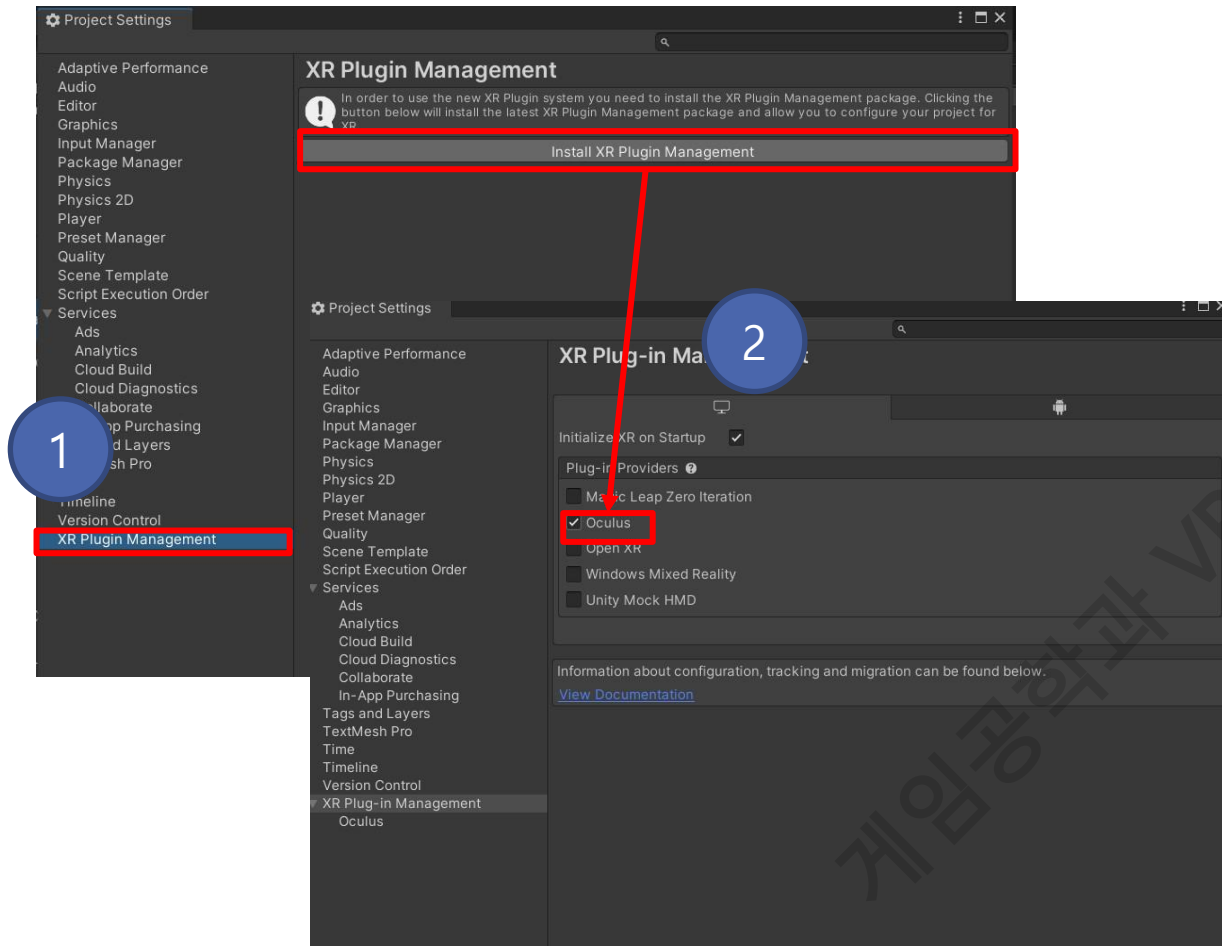 Project Settings
XR Plugin Management
In order to use the new XR Plugin system you need to install the XR Plugin Management package. Clicking the
button below will install the latest XR Plugin Management package and allow you to configure your project for
XR
Install XR Plugin Management
Adaptive Performance
Audio
Editor
Graphics
Input Manager
Package Manager
Physics
Physics 2D
Player
Preset Manager
Quality
Scene Template
Script Execution Order
Services
Ads
Analytics
Cloud Build
Cloud Diagnostics
llaborate
pp Purchasing
d Layers
sh Pro
Timeline
Version Control
XR Plugin Management
1
Project Settings
2
XR Plug-in Ma
Adaptive Performance
Audio
Editor
Graphics
Input Manager
Package Manager
Physics
Physics 2D
Player
Preset Manager
Quality
Scene Template
Script Execution Order
Services
Ads
Analytics
Cloud Build
Cloud Diagnostics
Collaborate
In-App Purchasing
Tags and Layers
TextMesh Pro
Time
Timeline
Version Control
XR Plug-in Management
Oculus
Initialize XR on Startup
Plug-in Providers
Magic Leap Zero Iteration
Oculus
Open XR
Windows Mixed Reality
Unity Mock HMD
Information about configuration, tracking and migration can be found below.
View Documentation
게임공학과 VR